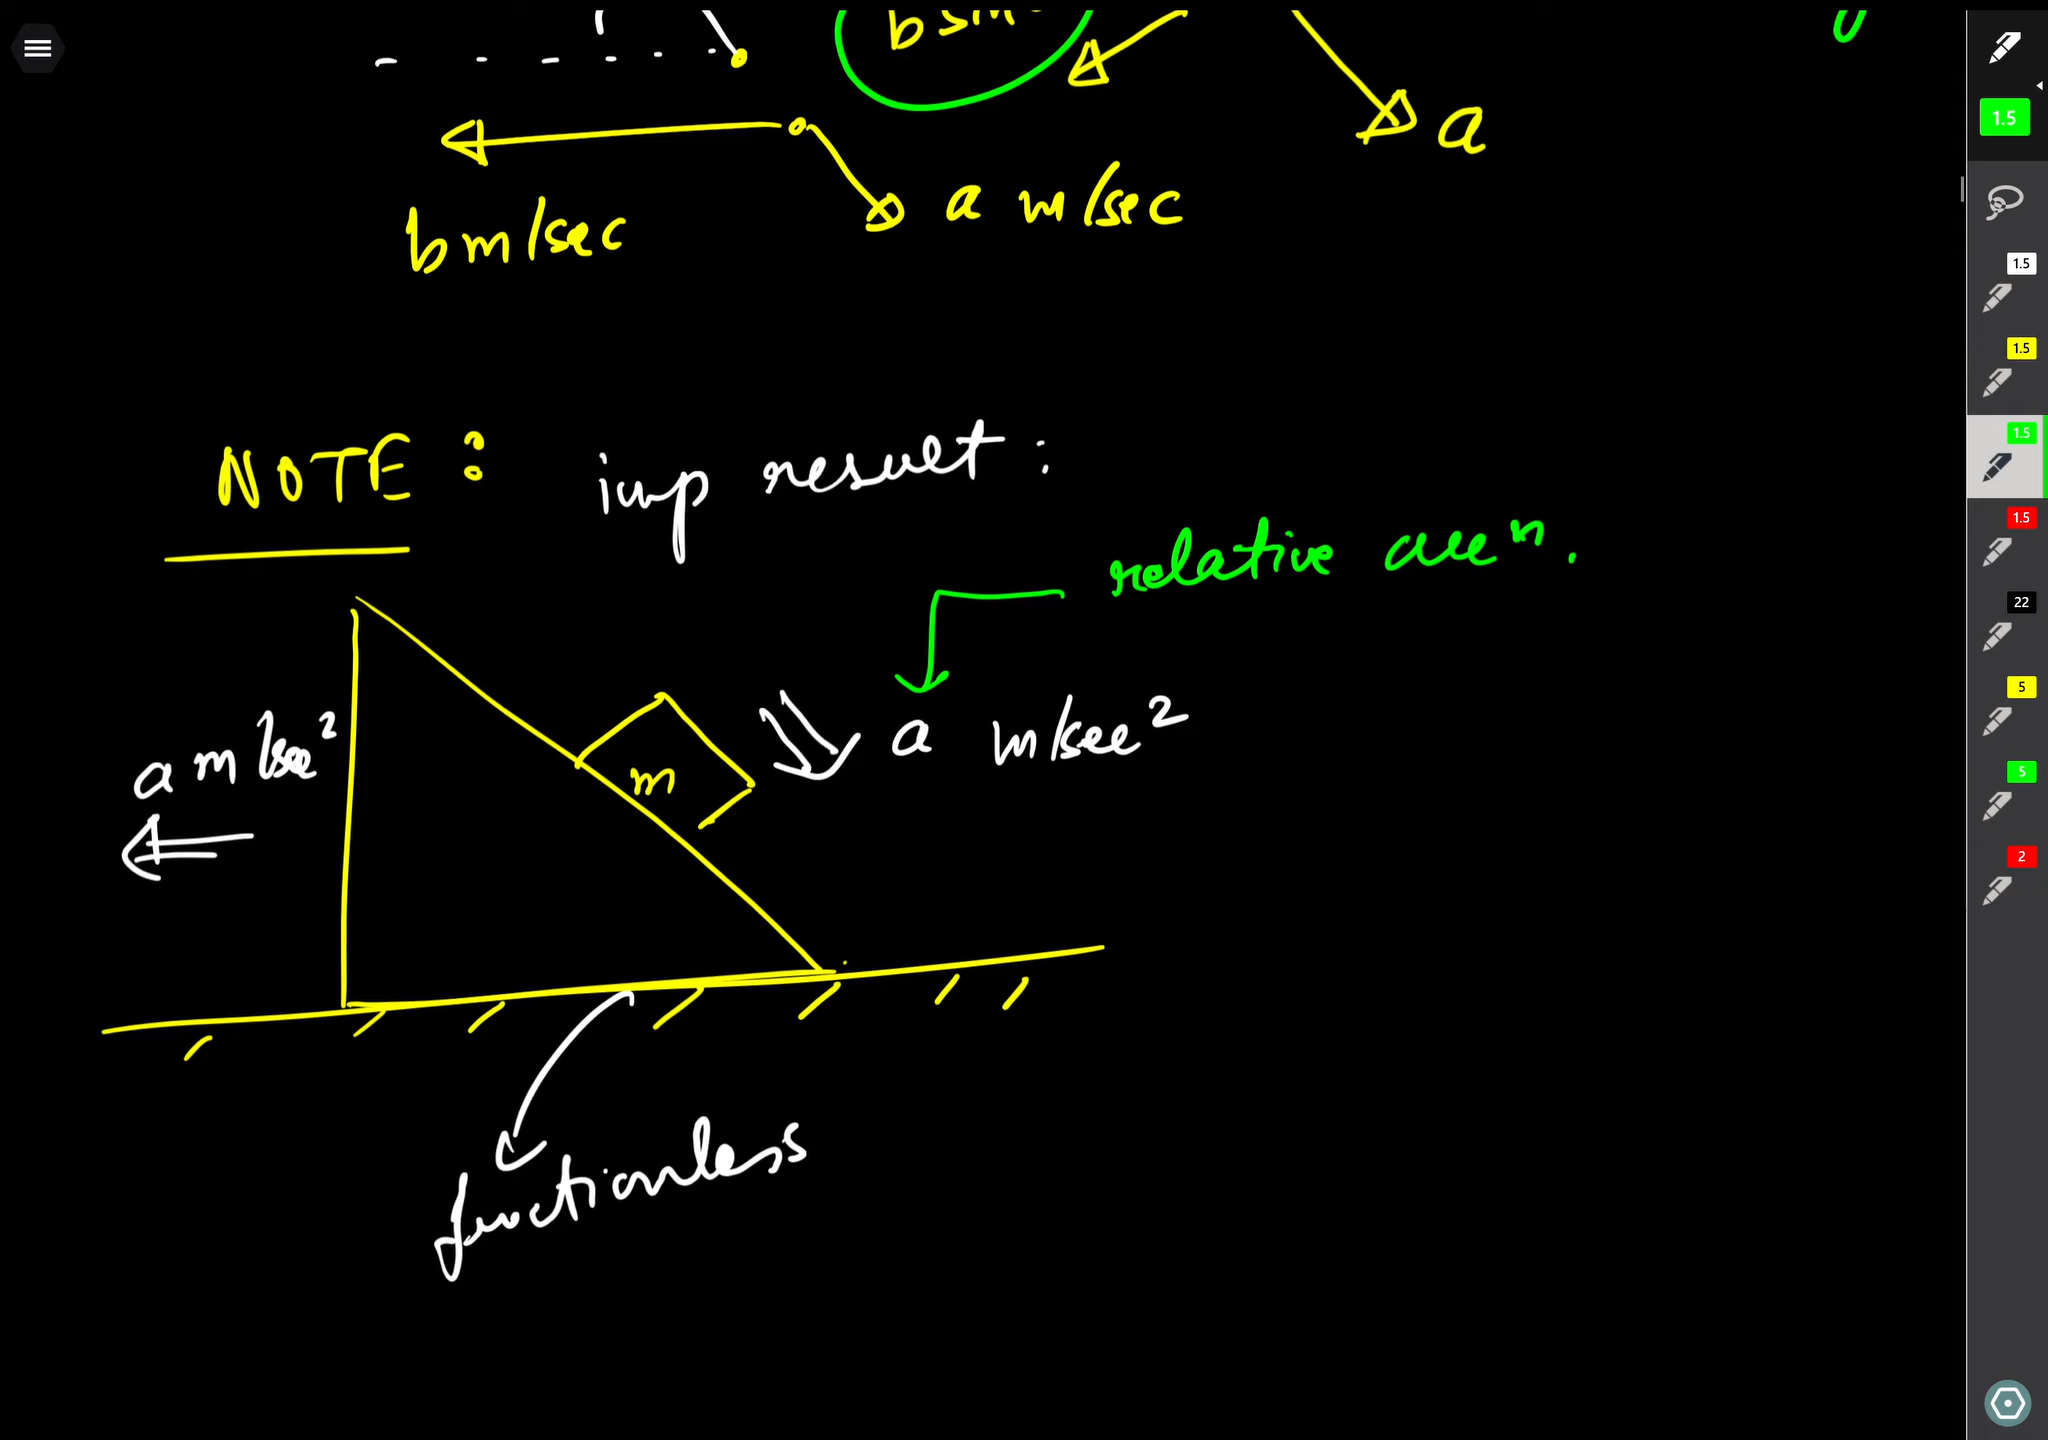 bsin
a
b m/sec
a m/sec
NOTE : imp result :
relative accⁿ.
a m/sec²
m
a m/sec²
frictionless
1.5
1.5
1.5
1.5
1.5
22
5
5
2